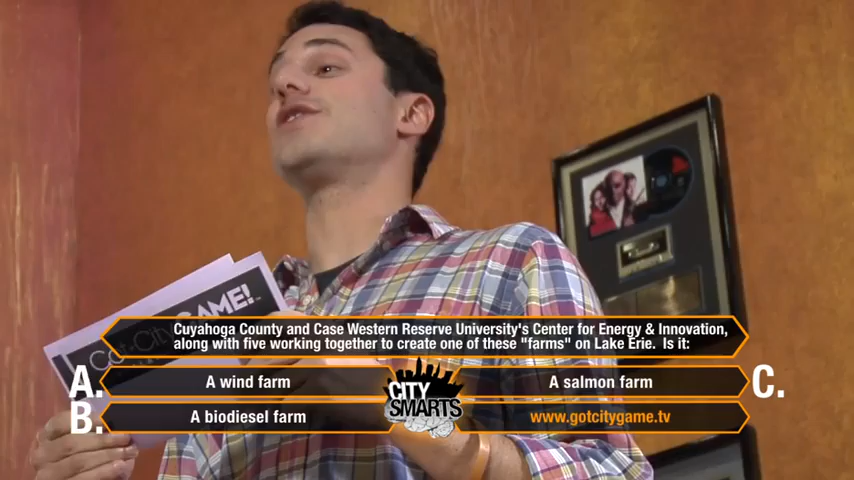 Got City GAME!
Cuyahoga County and Case Western Reserve University's Center for Energy & Innovation,
along with five working together to create one of these "farms" on Lake Erie. Is it:
A. A wind farm
B. A biodiesel farm
C. A salmon farm
CITY SMARTS
www.gotcitygame.tv